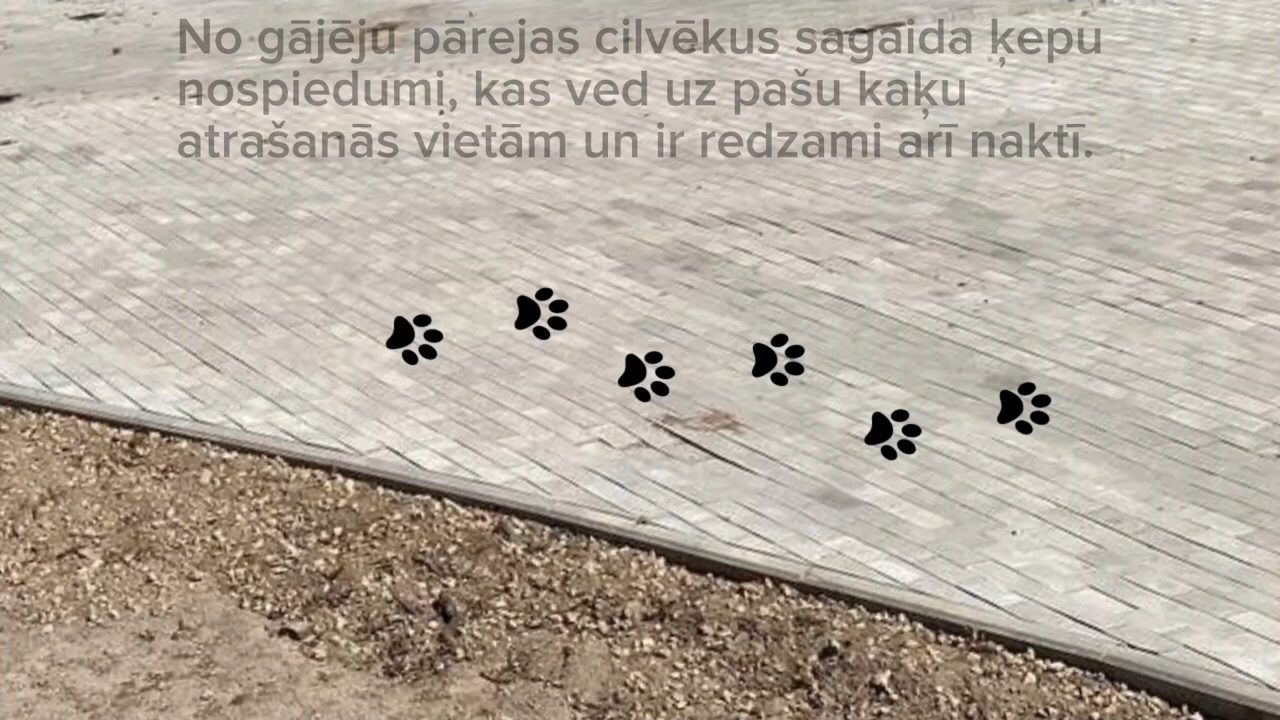 No gājēju pārejas cilvēkus sagaida ķepu
nospiedumi, kas ved uz pašu kaķu
atrašanās vietām un ir redzami arī naktī.